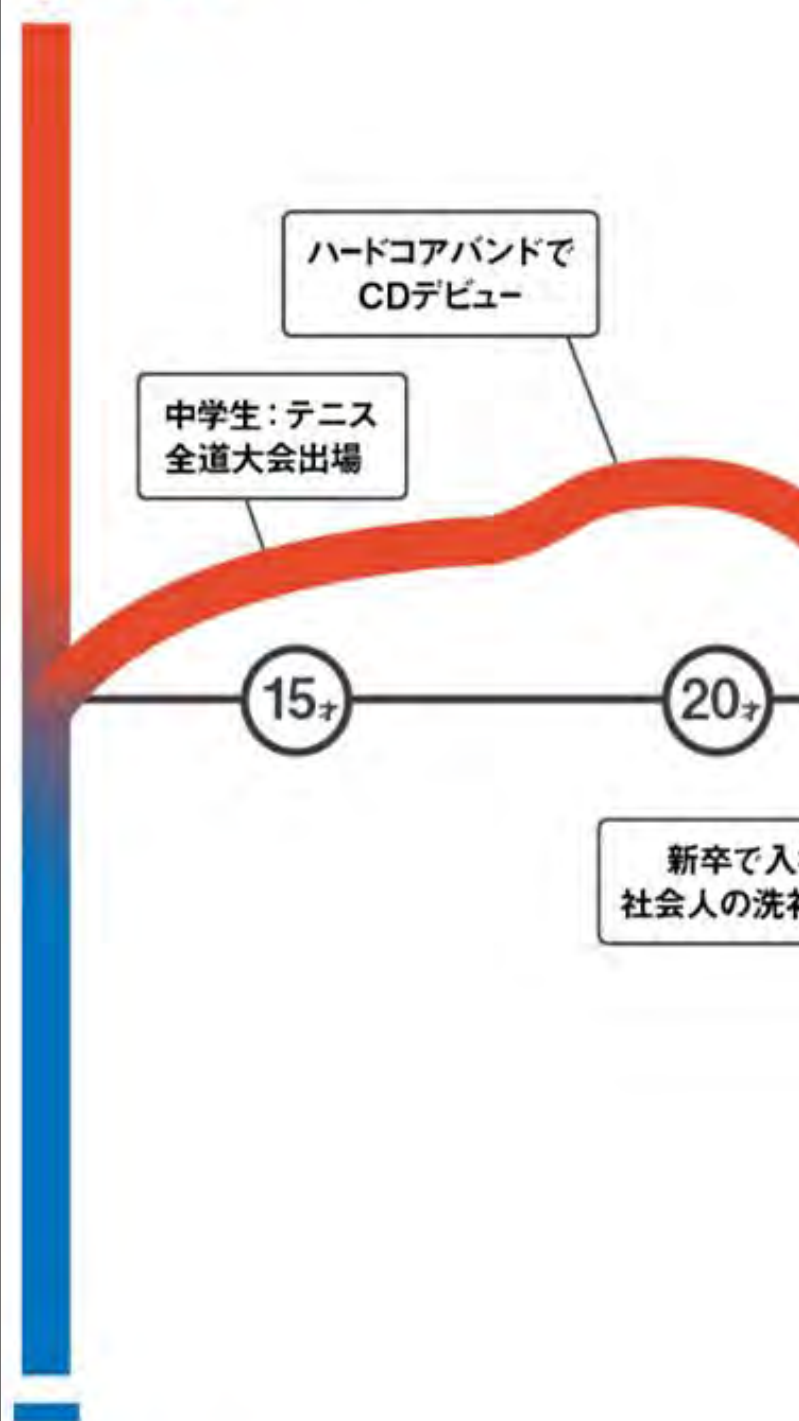 ハードコアバンドで
CDデビュー
中学生：テニス
全道大会出場
15才
20才
新卒で入
社会人の洗